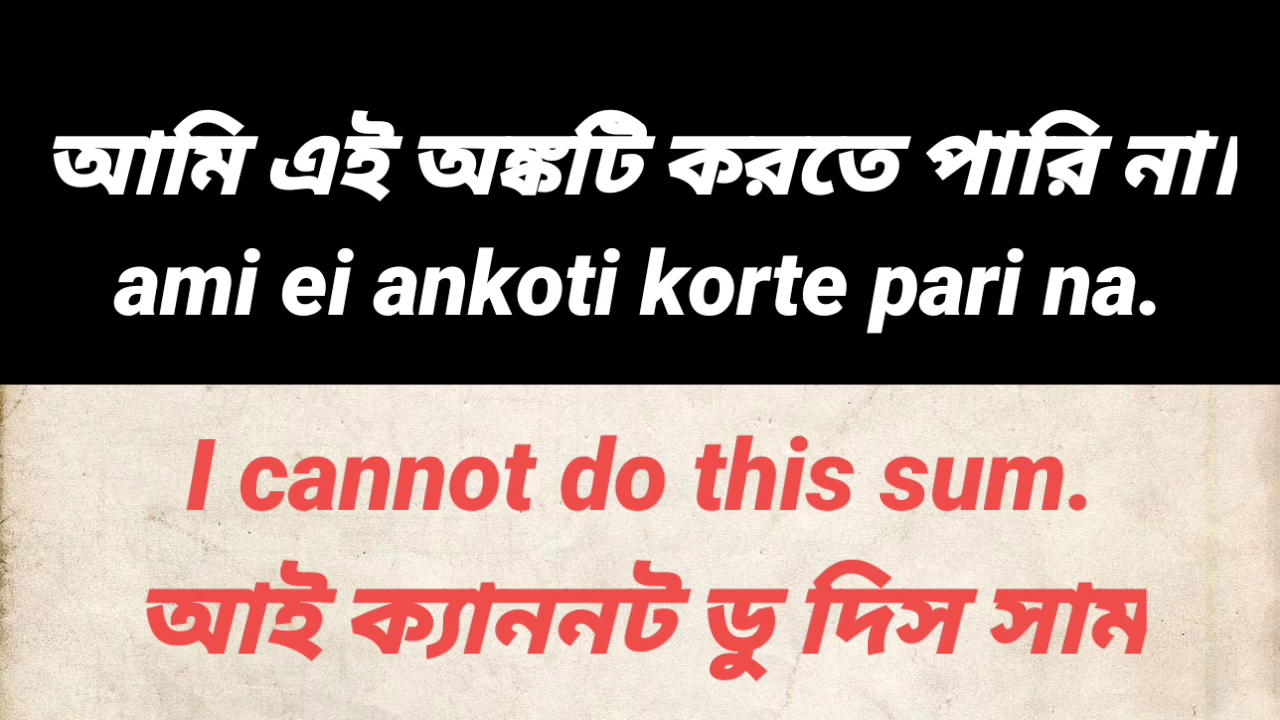 আমি এই অঙ্কটি করতে পারি না।
ami ei ankoti korte pari na.
I cannot do this sum.
আই ক্যাননট ডু দিস সাম